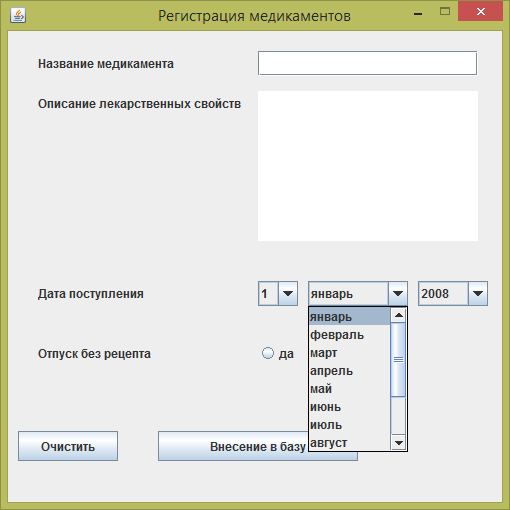 Регистрация медикаментов
Название медикамента
Описание лекарственных свойств
Дата поступления 1 январь 2008
январь
февраль
март
апрель
май
июнь
июль
август
Отпуск без рецепта да
Очистить Внесение в базу